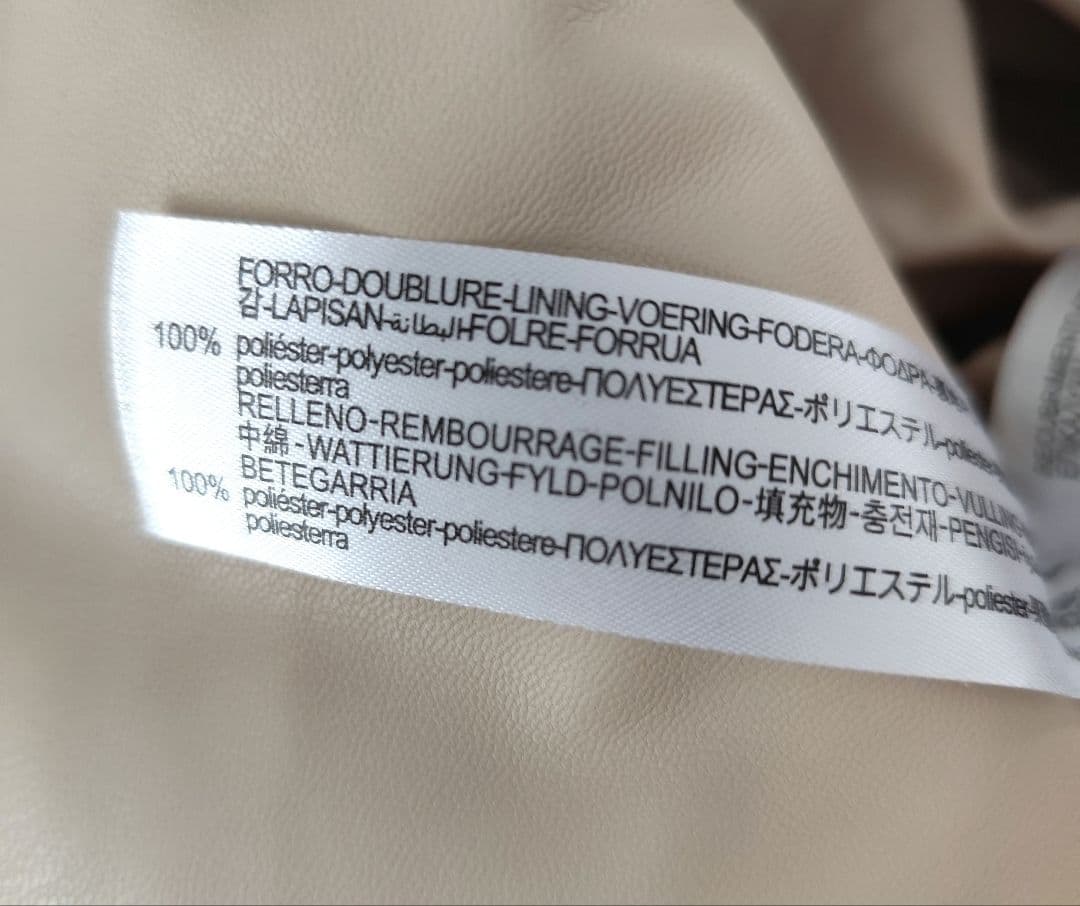 FORRO-DOUBLURE-LINING-VOERING-FODERA-ΦΟΔΡΑ-
감-LAPISAN-البطانة-FOLRE-FORRUA
100% poliéster-polyester-poliestere-ΠΟΛΥΕΣΤΕΡΑΣ-ポリエステル-poliester-
poliesterra
RELLENO-REMBOURRAGE-FILLING-ENCHIMENTO-VULLING-
中綿-WATTIERUNG-FYLD-POLNILO-填充物-충전재-PENGISI-
BETEGARRIA
100% poliéster-polyester-poliestere-ΠΟΛΥΕΣΤΕΡΑΣ-ポリエステル-poliester-
poliesterra